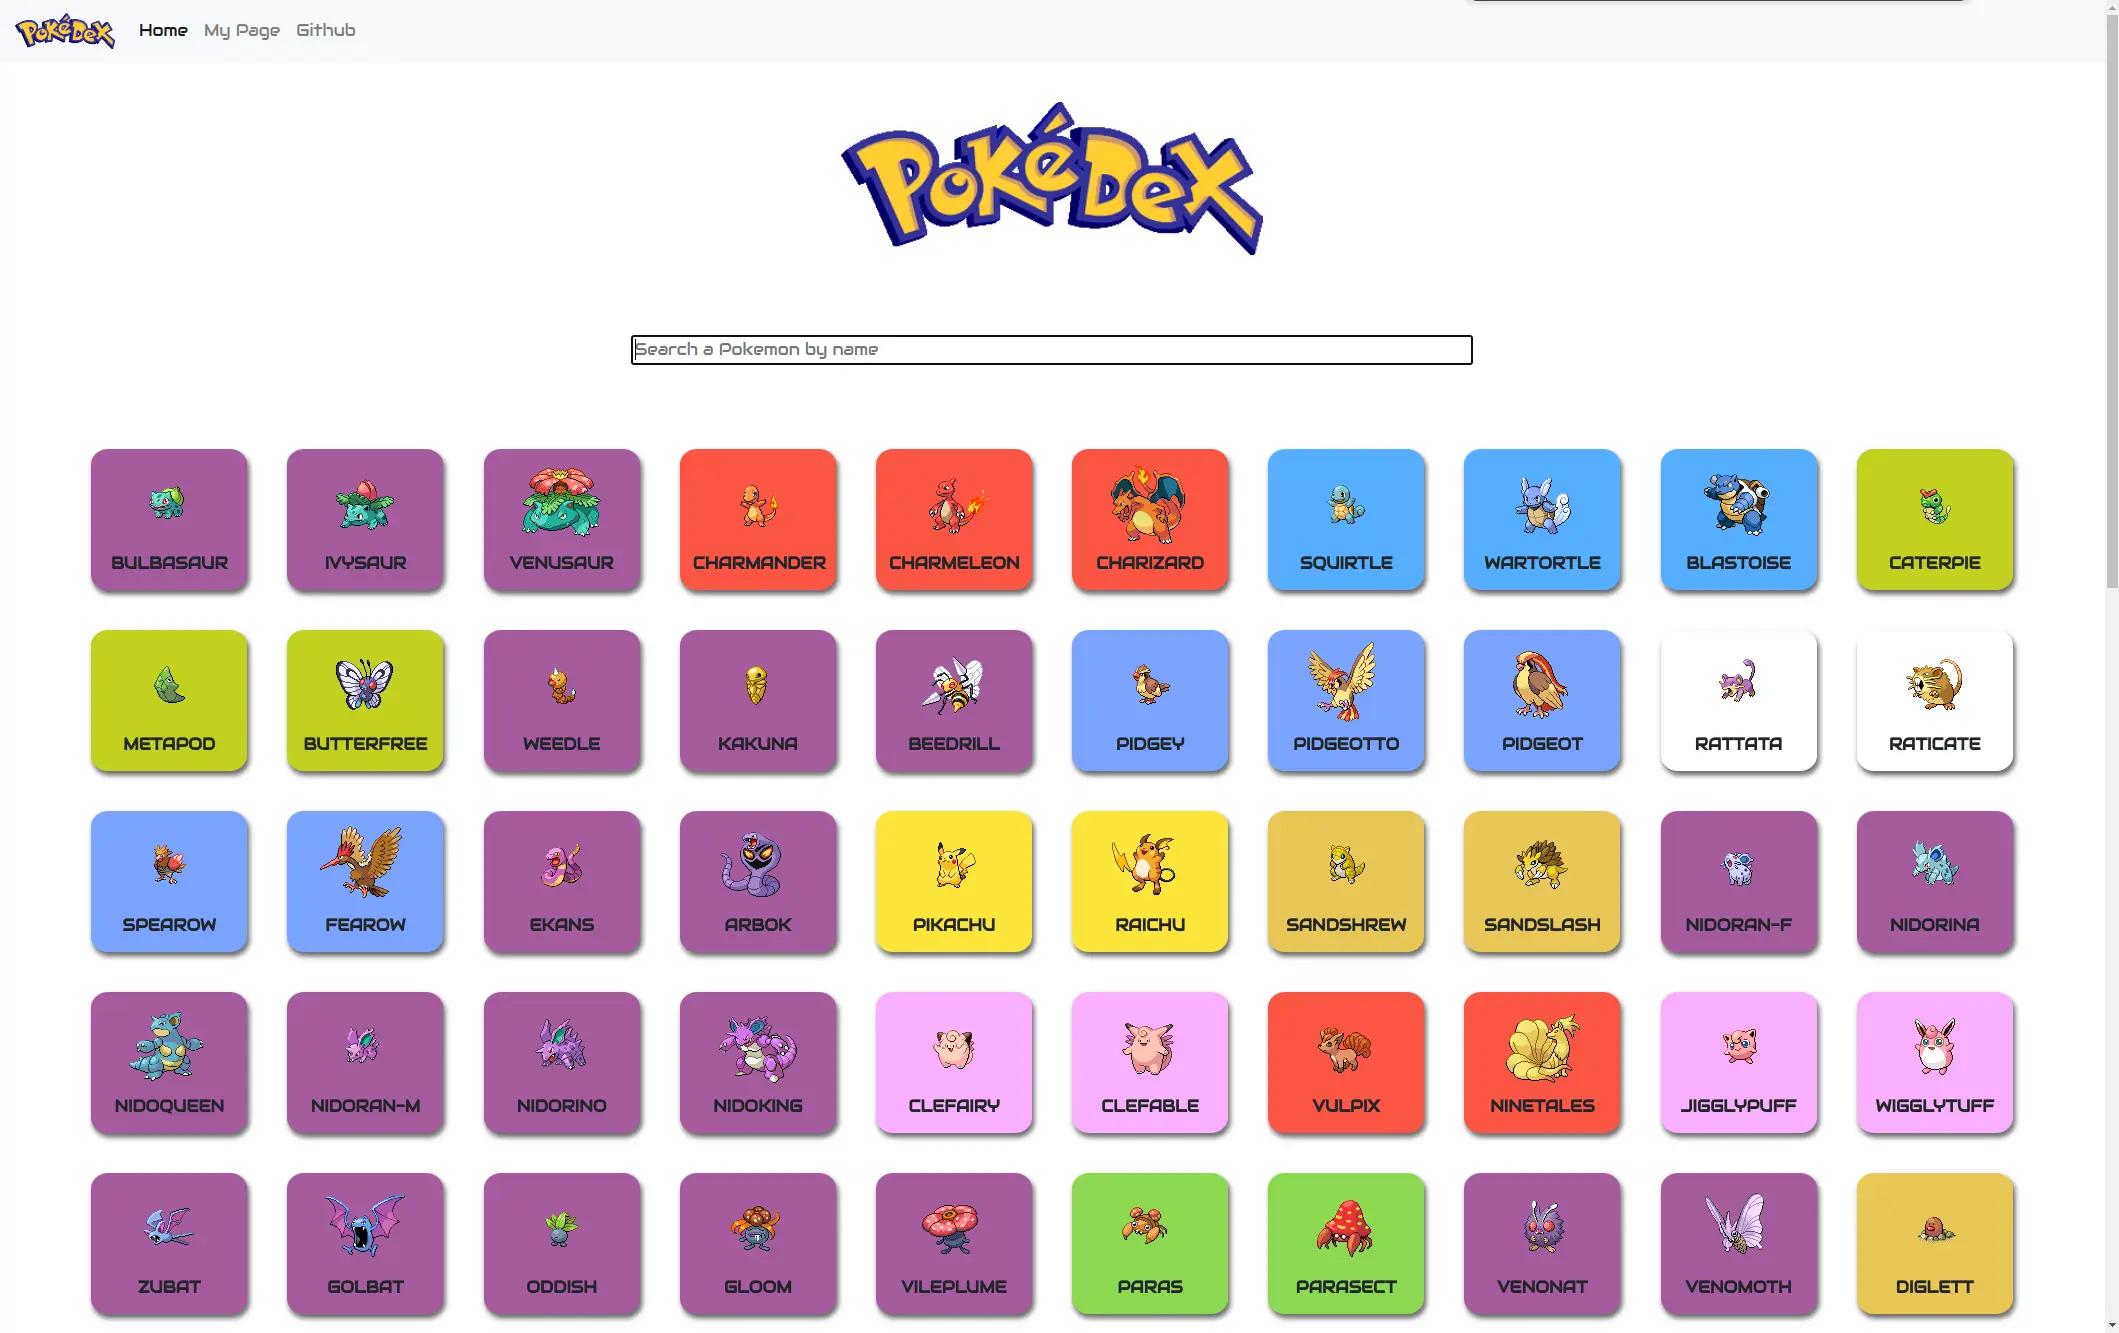 PokéDex Home My Page Github
PokéDex
Search a Pokemon by name
BULBASAUR IVYSAUR VENUSAUR CHARMANDER CHARMELEON CHARIZARD SQUIRTLE WARTORTLE BLASTOISE CATERPIE
METAPOD BUTTERFREE WEEDLE KAKUNA BEEDRILL PIDGEY PIDGEOTTO PIDGEOT RATTATA RATICATE
SPEAROW FEAROW EKANS ARBOK PIKACHU RAICHU SANDSHREW SANDSLASH NIDORAN-F NIDORINA
NIDOQUEEN NIDORAN-M NIDORINO NIDOKING CLEFAIRY CLEFABLE VULPIX NINETALES JIGGLYPUFF WIGGLYTUFF
ZUBAT GOLBAT ODDISH GLOOM VILEPLUME PARAS PARASECT VENONAT VENOMOTH DIGLETT